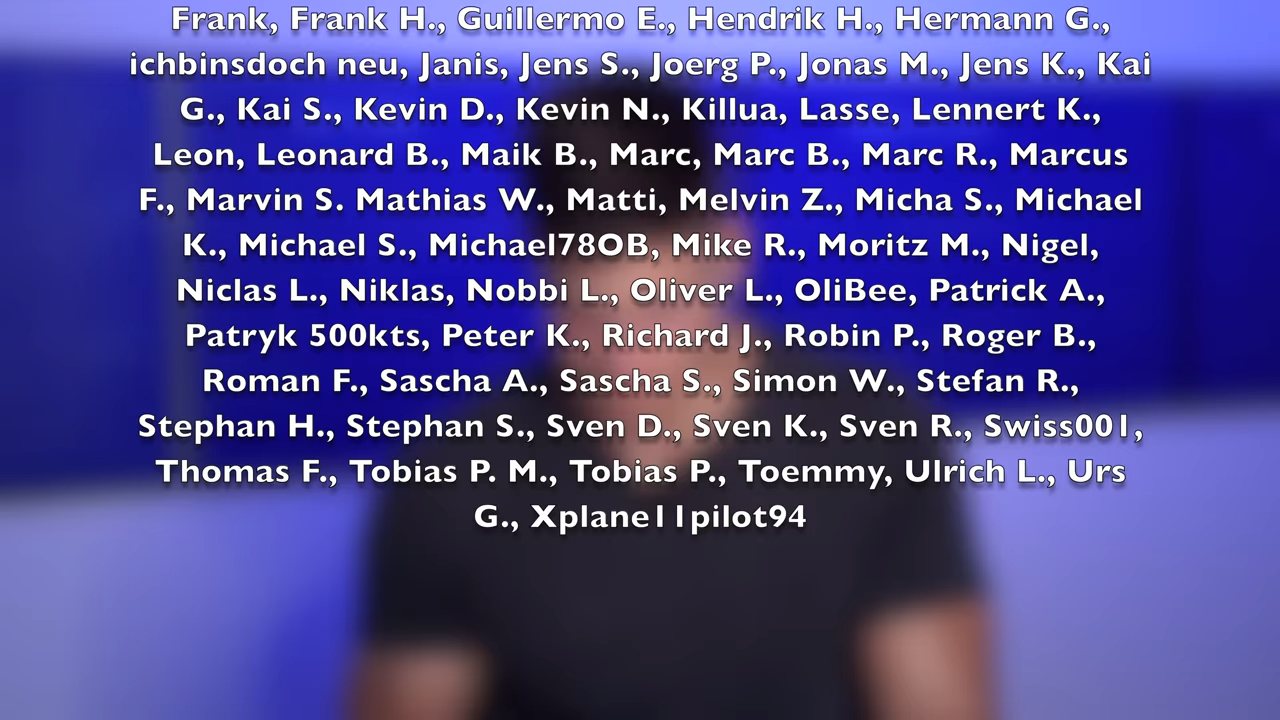 Frank, Frank H., Guillermo E., Hendrik H., Hermann G.,
ichbinsdoch neu, Janis, Jens S., Joerg P., Jonas M., Jens K., Kai
G., Kai S., Kevin D., Kevin N., Killua, Lasse, Lennert K.,
Leon, Leonard B., Maik B., Marc, Marc B., Marc R., Marcus
F., Marvin S. Mathias W., Matti, Melvin Z., Micha S., Michael
K., Michael S., Michael78OB, Mike R., Moritz M., Nigel,
Niclas L., Niklas, Nobbi L., Oliver L., OliBee, Patrick A.,
Patryk 500kts, Peter K., Richard J., Robin P., Roger B.,
Roman F., Sascha A., Sascha S., Simon W., Stefan R.,
Stephan H., Stephan S., Sven D., Sven K., Sven R., Swiss001,
Thomas F., Tobias P. M., Tobias P., Toemmy, Ulrich L., Urs
G., Xplane11pilot94